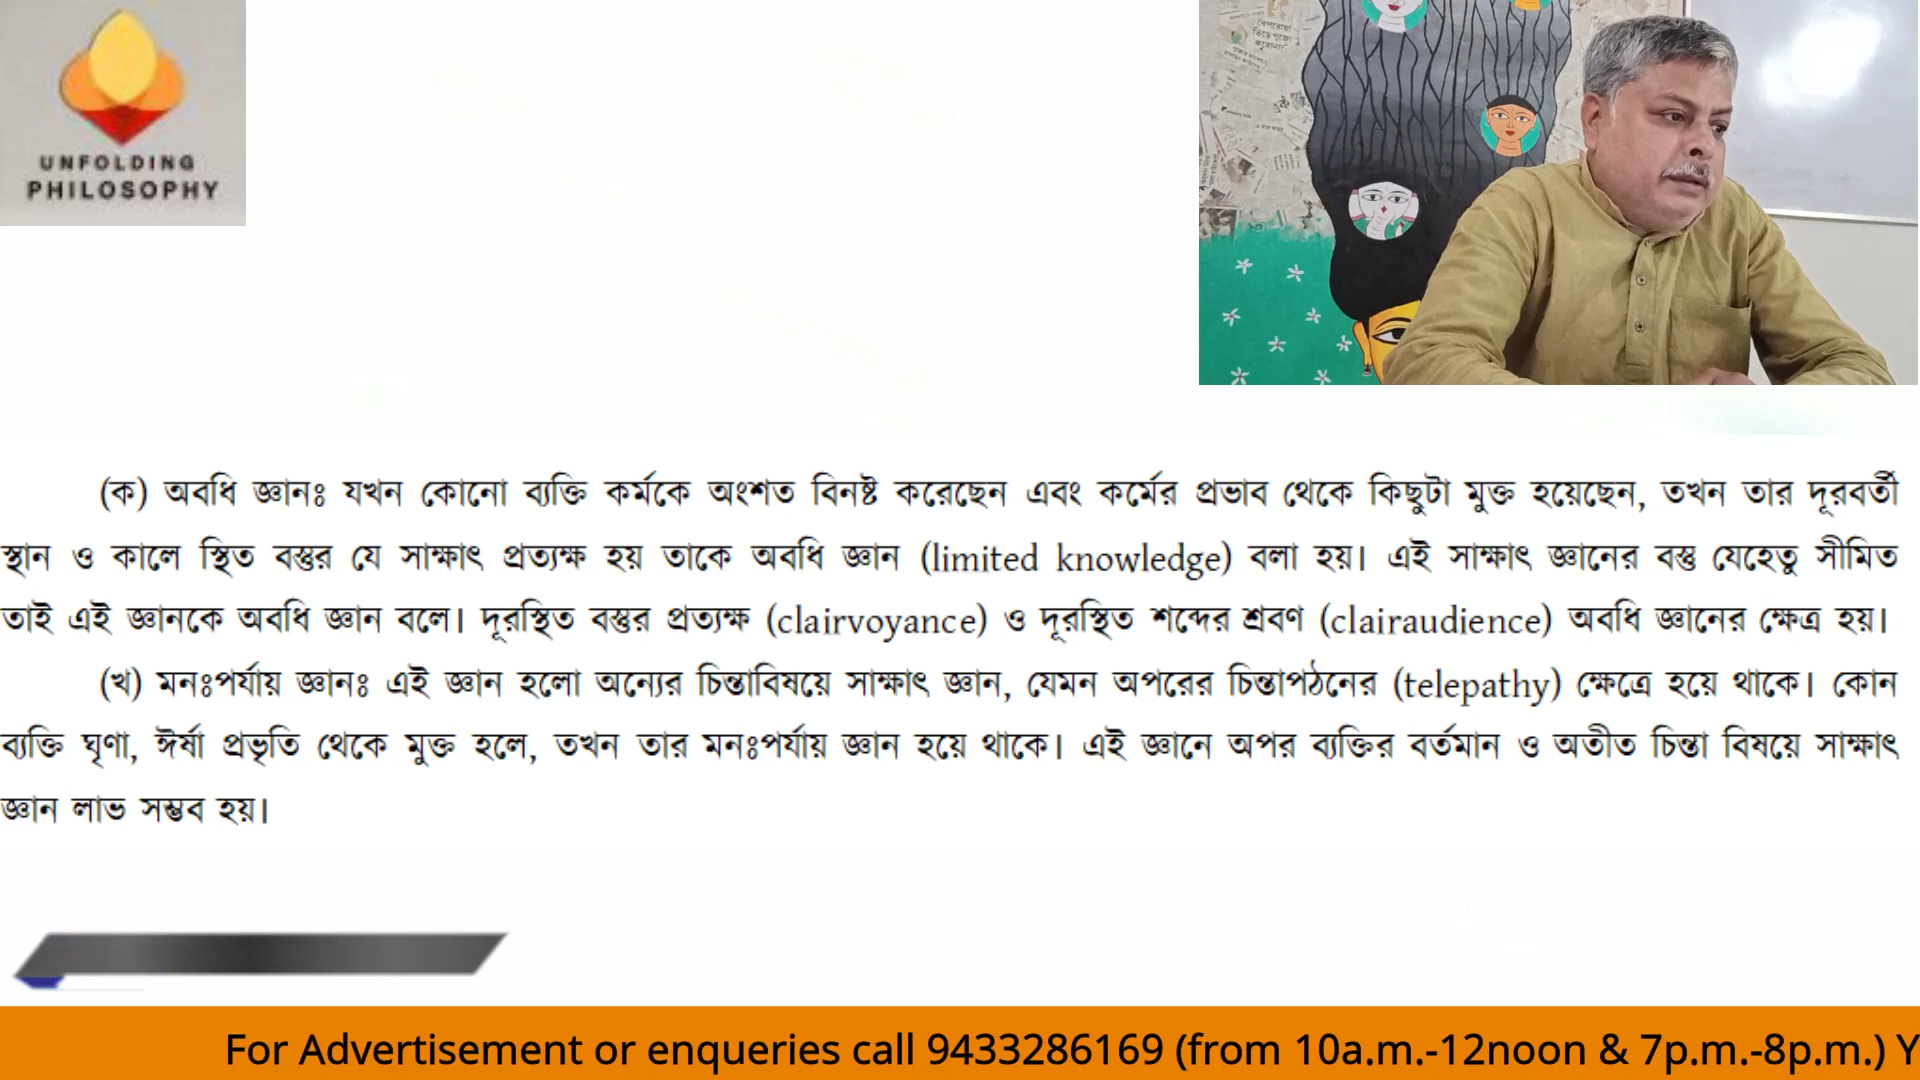 UNFOLDING
PHILOSOPHY
(ক) অবধি জ্ঞানঃ যখন কোনো ব্যক্তি কর্মকে অংশত বিনষ্ট করেছেন এবং কর্মের প্রভাব থেকে কিছুটা মুক্ত হয়েছেন, তখন তার দূরবর্তী
স্থান ও কালে স্থিত বস্তুর যে সাক্ষাৎ প্রত্যক্ষ হয় তাকে অবধি জ্ঞান (limited knowledge) বলা হয়। এই সাক্ষাৎ জ্ঞানের বস্তু যেহেতু সীমিত
তাই এই জ্ঞানকে অবধি জ্ঞান বলে। দূরস্থিত বস্তুর প্রত্যক্ষ (clairvoyance) ও দূরস্থিত শব্দের শ্রবণ (clairaudience) অবধি জ্ঞানের ক্ষেত্র হয়।
(খ) মনঃপর্যায় জ্ঞানঃ এই জ্ঞান হলো অন্যের চিন্তাবিষয়ে সাক্ষাৎ জ্ঞান, যেমন অপরের চিন্তাপঠনের (telepathy) ক্ষেত্রে হয়ে থাকে। কোন
ব্যক্তি ঘৃণা, ঈর্ষা প্রভৃতি থেকে মুক্ত হলে, তখন তার মনঃপর্যায় জ্ঞান হয়ে থাকে। এই জ্ঞানে অপর ব্যক্তির বর্তমান ও অতীত চিন্তা বিষয়ে সাক্ষাৎ
জ্ঞান লাভ সম্ভব হয়।
For Advertisement or enqueries call 9433286169 (from 10a.m.-12noon & 7p.m.-8p.m.) Y